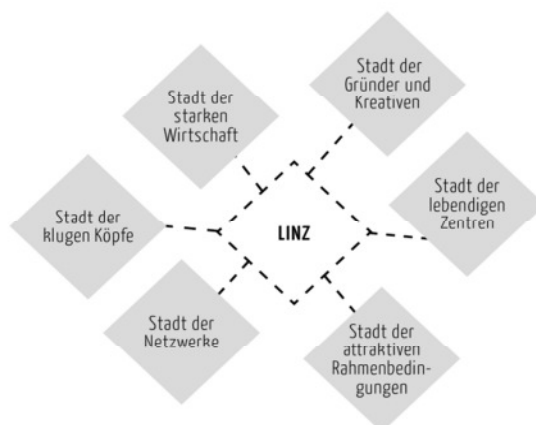 Stadt der
Gründer und
Kreativen
Stadt der
starken
Wirtschaft
Stadt der
lebendigen
Zentren
Stadt der
klugen Köpfe
LINZ
Stadt der
Netzwerke
Stadt der
attraktiven
Rahmenbedin-
gungen